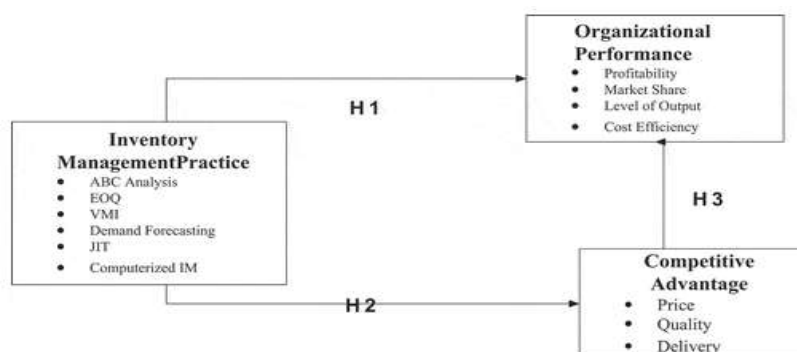 Organizational
Performance
• Profitability
• Market Share
• Level of Output
• Cost Efficiency
H 1
Inventory
ManagementPractice
• ABC Analysis
• EOQ
• VMI
• Demand Forecasting
• JIT
• Computerized IM
H 3
H 2
Competitive
Advantage
• Price
• Quality
• Delivery